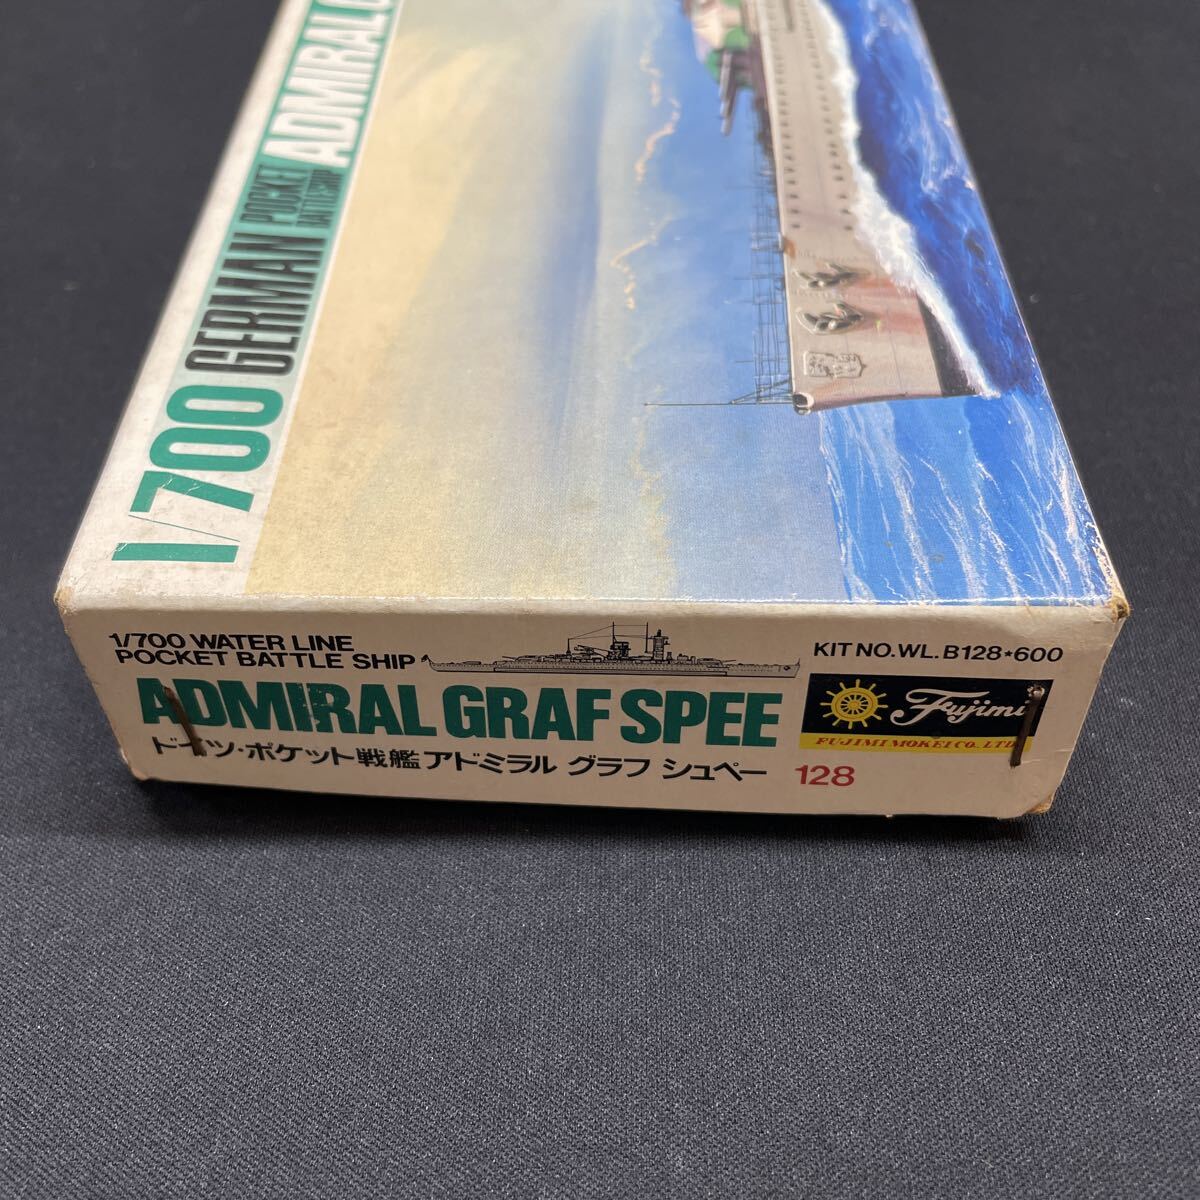 1/700 GERMAN POCKET BATTLESHIP ADMIRAL
1/700 WATER LINE
POCKET BATTLE SHIP
ADMIRAL GRAF SPEE
ドイツ・ポケット戦艦アドミラル グラフ シュペー 128
KIT NO. WL. B128★600
Fujimi
FUJIMI MOKEI CO., LTD